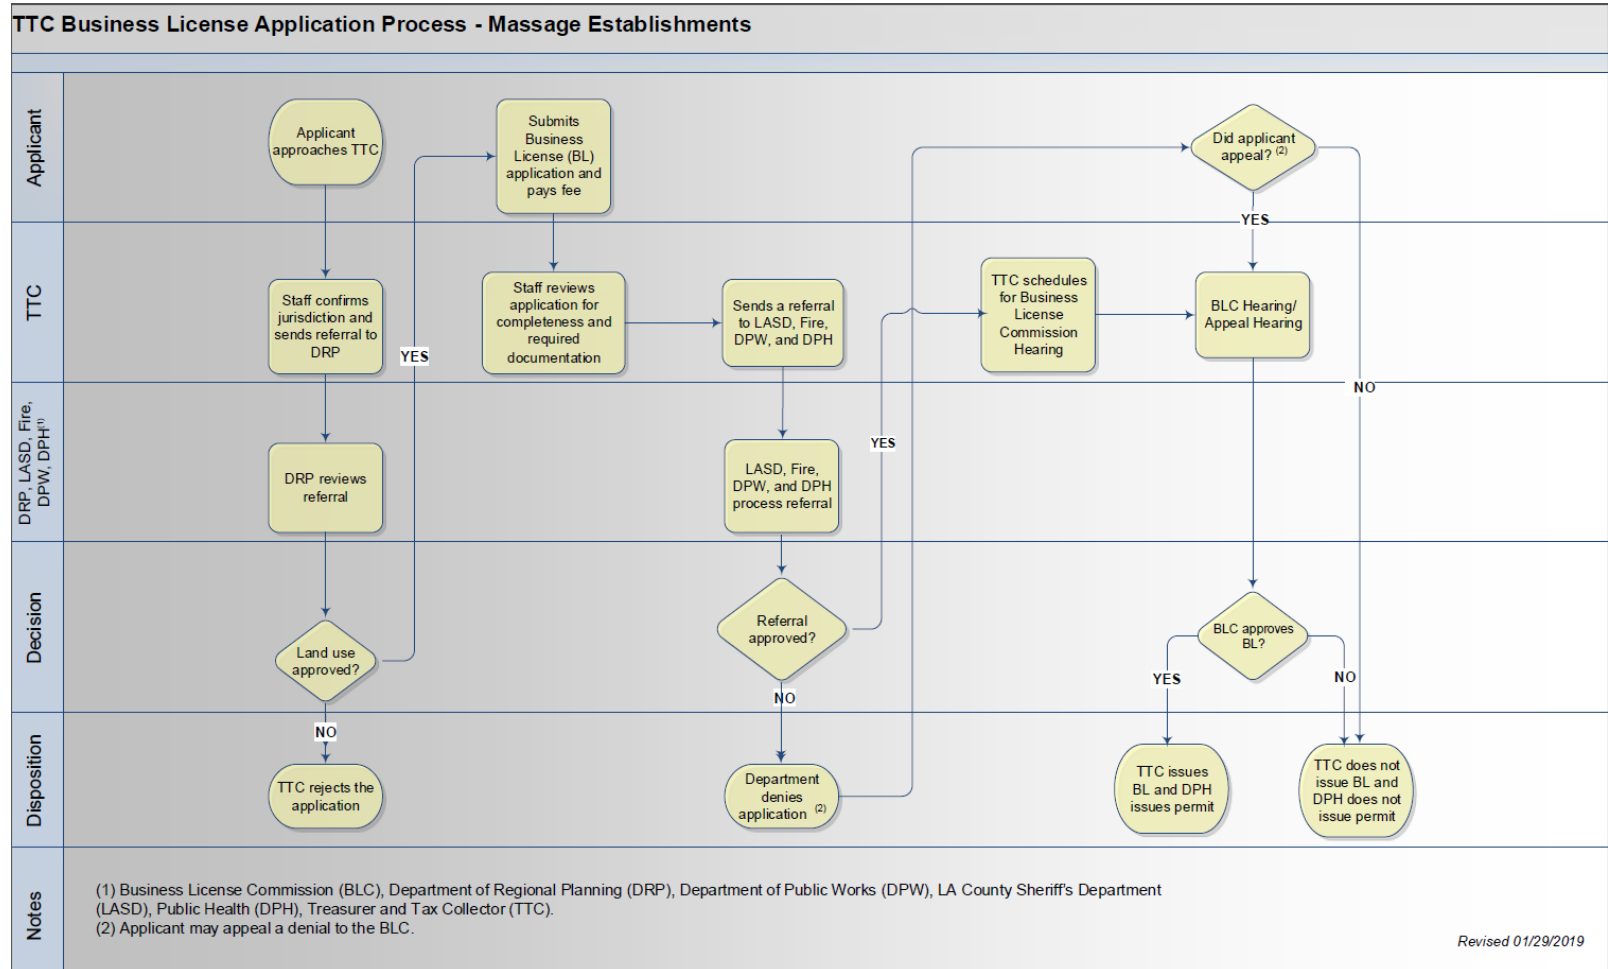 TTC Business License Application Process - Massage Establishments
Applicant
Applicant
approaches TTC
Submits
Business
License (BL)
application and
pays fee
Did applicant
appeal? (2)
YES
TTC
Staff confirms
jurisdiction and
sends referral to
DRP
YES
Staff reviews
application for
completeness and
required
documentation
Sends a referral
to LASD, Fire,
DPW, and DPH
TTC schedules
for Business
License
Commission
Hearing
BLC Hearing/
Appeal Hearing
NO
DRP, LASD, Fire,
DPW, DPH(1)
DRP reviews
referral
LASD, Fire,
DPW, and DPH
process referral
YES
Decision
Land use
approved?
NO
Referral
approved?
NO
BLC approves
BL?
YES
NO
Disposition
TTC rejects the
application
Department
denies
application (2)
TTC issues
BL and DPH
issues permit
TTC does not
issue BL and
DPH does not
issue permit
Notes
(1) Business License Commission (BLC), Department of Regional Planning (DRP), Department of Public Works (DPW), LA County Sheriff's Department
(LASD), Public Health (DPH), Treasurer and Tax Collector (TTC).
(2) Applicant may appeal a denial to the BLC.
Revised 01/29/2019